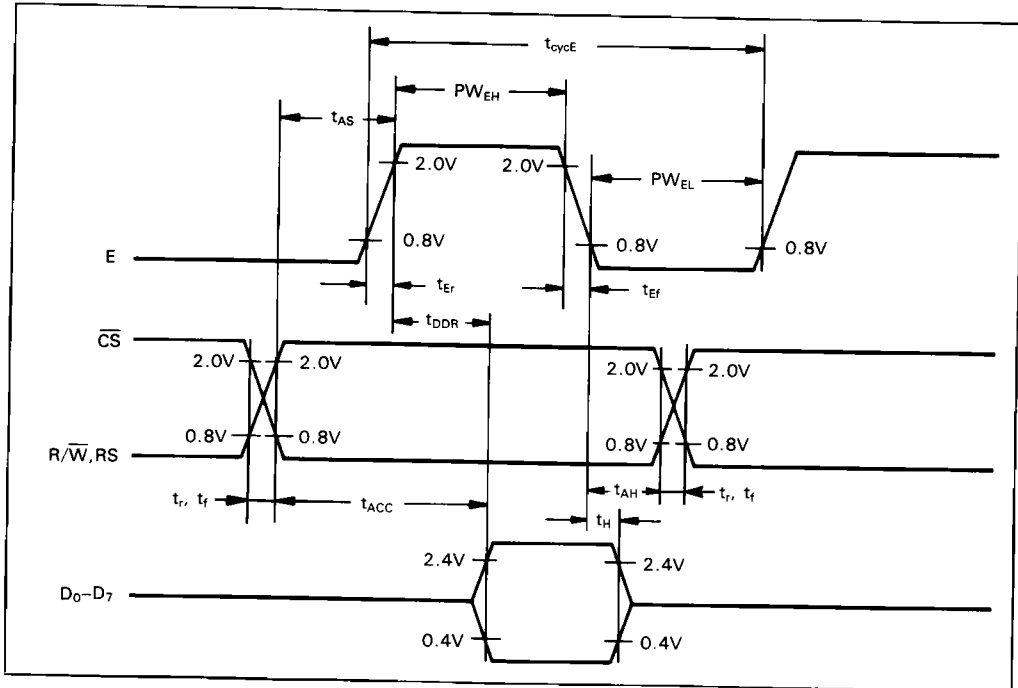 t_cycE
PW_EH
t_AS
2.0V 2.0V
PW_EL
0.8V 0.8V 0.8V
E
t_Er t_Ef
t_DDR
C̅S̅
2.0V 2.0V 2.0V 2.0V
0.8V 0.8V 0.8V 0.8V
R/W̅,RS
t_r, t_f t_ACC t_AH t_r, t_f
t_H
2.4V 2.4V
D₀–D₇
0.4V 0.4V